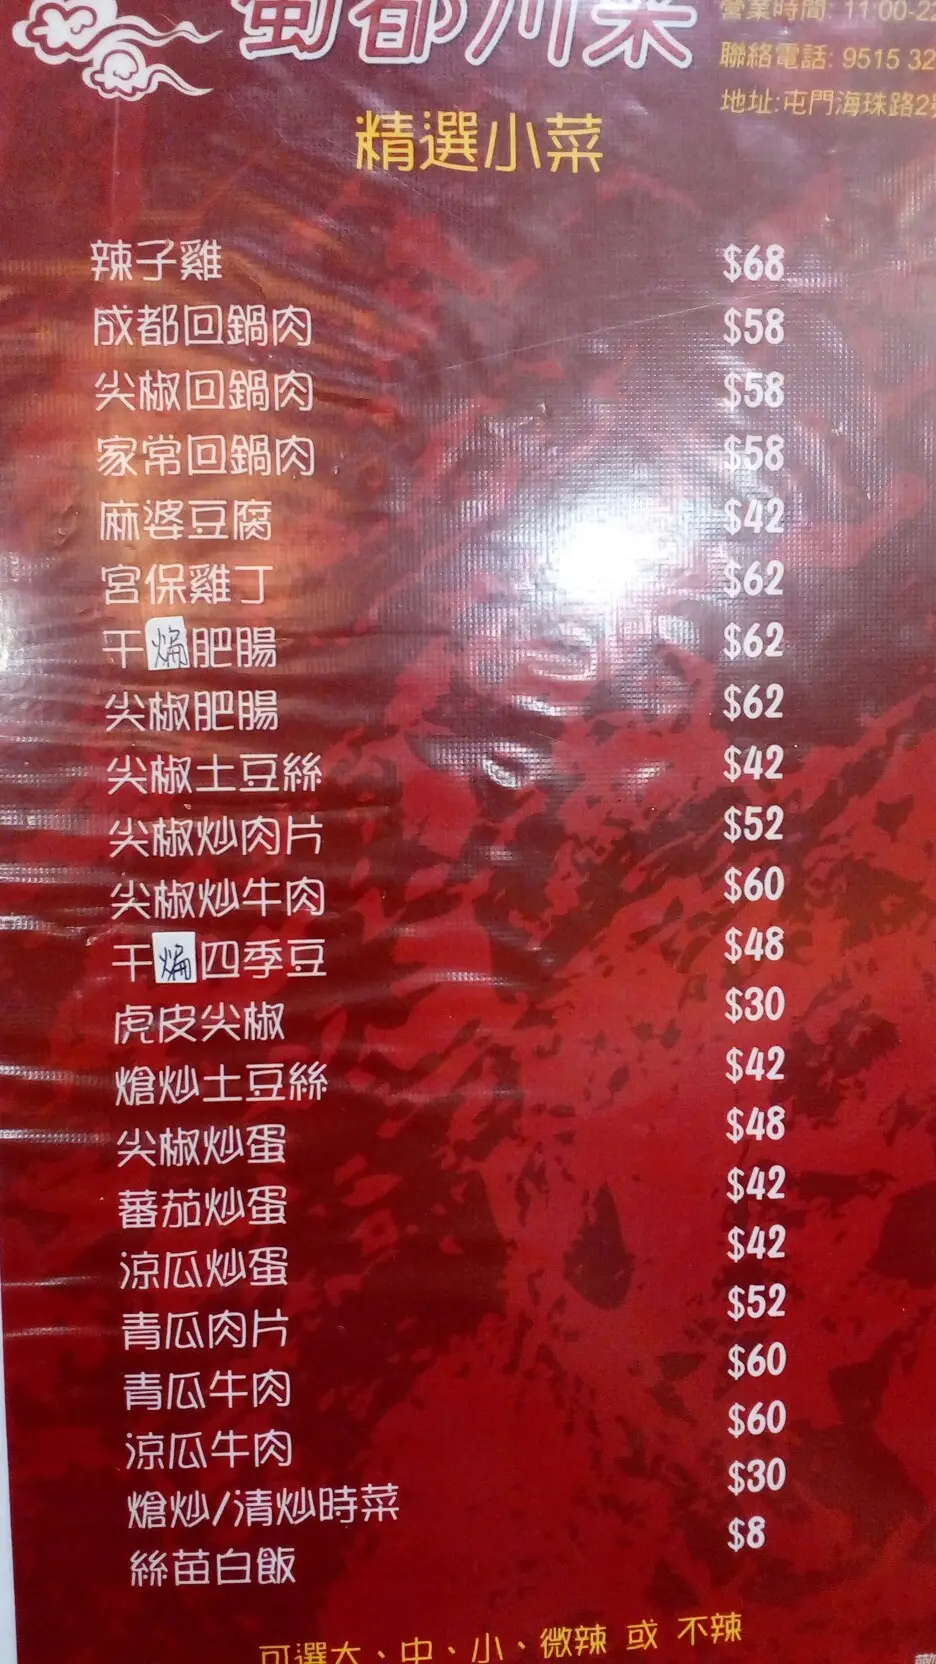 蜀都川菜
營業時間: 11:00-22
聯絡電話: 9515 32
地址:屯門海珠路2號
精選小菜
辣子雞 $68
成都回鍋肉 $58
尖椒回鍋肉 $58
家常回鍋肉 $58
麻婆豆腐 $42
宮保雞丁 $62
干煸肥腸 $62
尖椒肥腸 $62
尖椒土豆絲 $42
尖椒炒肉片 $52
尖椒炒牛肉 $60
干煸四季豆 $48
虎皮尖椒 $30
熗炒土豆絲 $42
尖椒炒蛋 $48
蕃茄炒蛋 $42
涼瓜炒蛋 $42
青瓜肉片 $52
青瓜牛肉 $60
涼瓜牛肉 $60
熗炒/清炒時菜 $30
絲苗白飯 $8
可選大、中、小、微辣 或 不辣